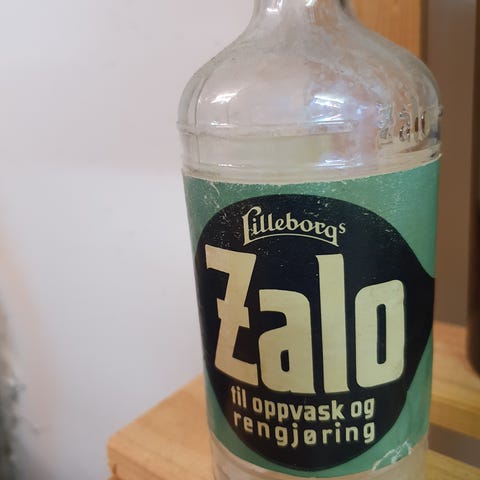 Lilleborgs
Zalo
til oppvask og
rengjøring